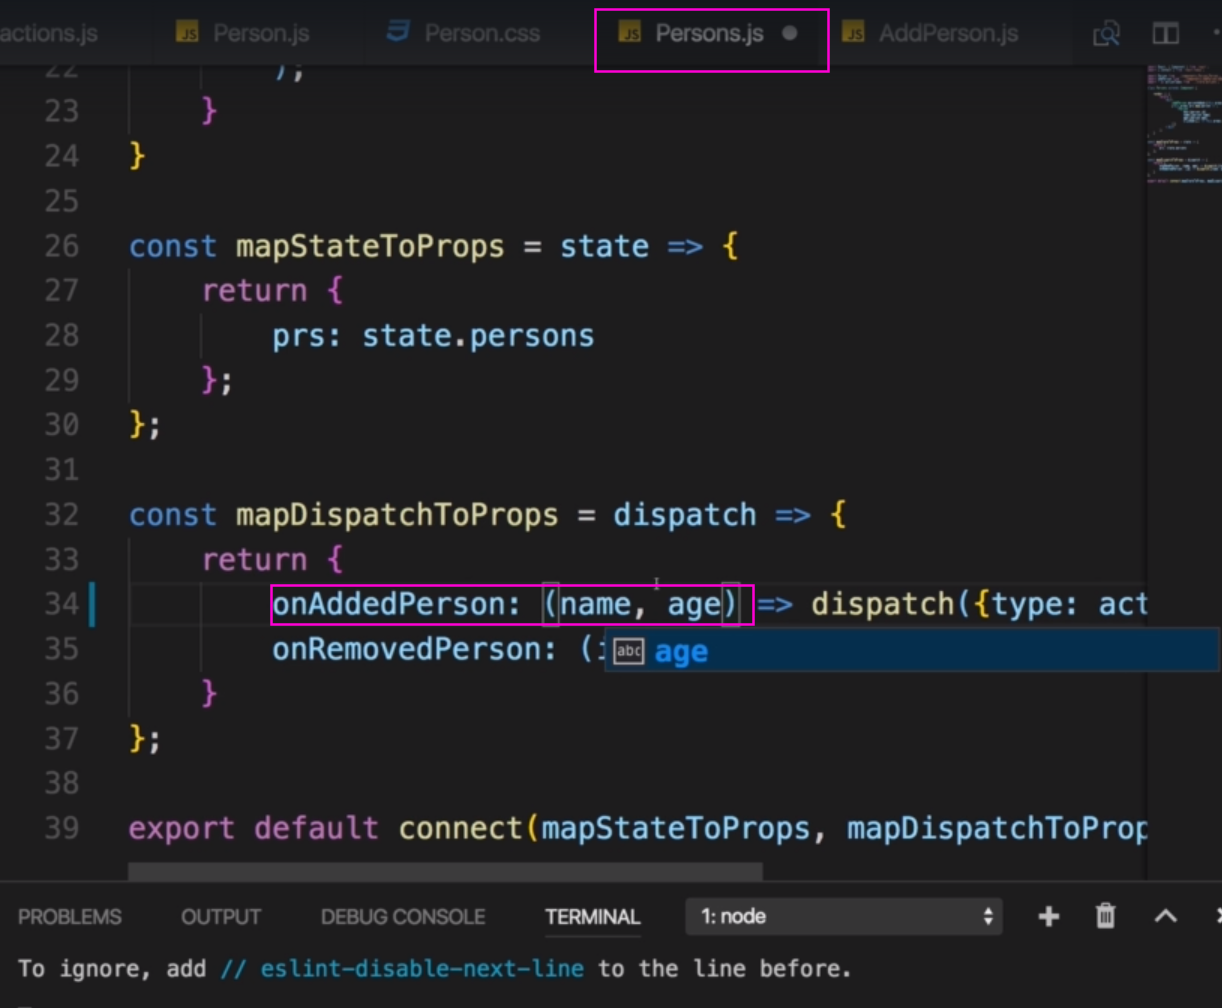 actions.js JS Person.js Person.css JS Persons.js JS AddPerson.js
22 );
23 }
24 }
25
26 const mapStateToProps = state => {
27 return {
28 prs: state.persons
29 };
30 };
31
32 const mapDispatchToProps = dispatch => {
33 return {
34 onAddedPerson: (name, age) => dispatch({type: act
35 onRemovedPerson: (i
abc age
36 }
37 };
38
39 export default connect(mapStateToProps, mapDispatchToProp
PROBLEMS OUTPUT DEBUG CONSOLE TERMINAL 1: node
To ignore, add // eslint-disable-next-line to the line before.